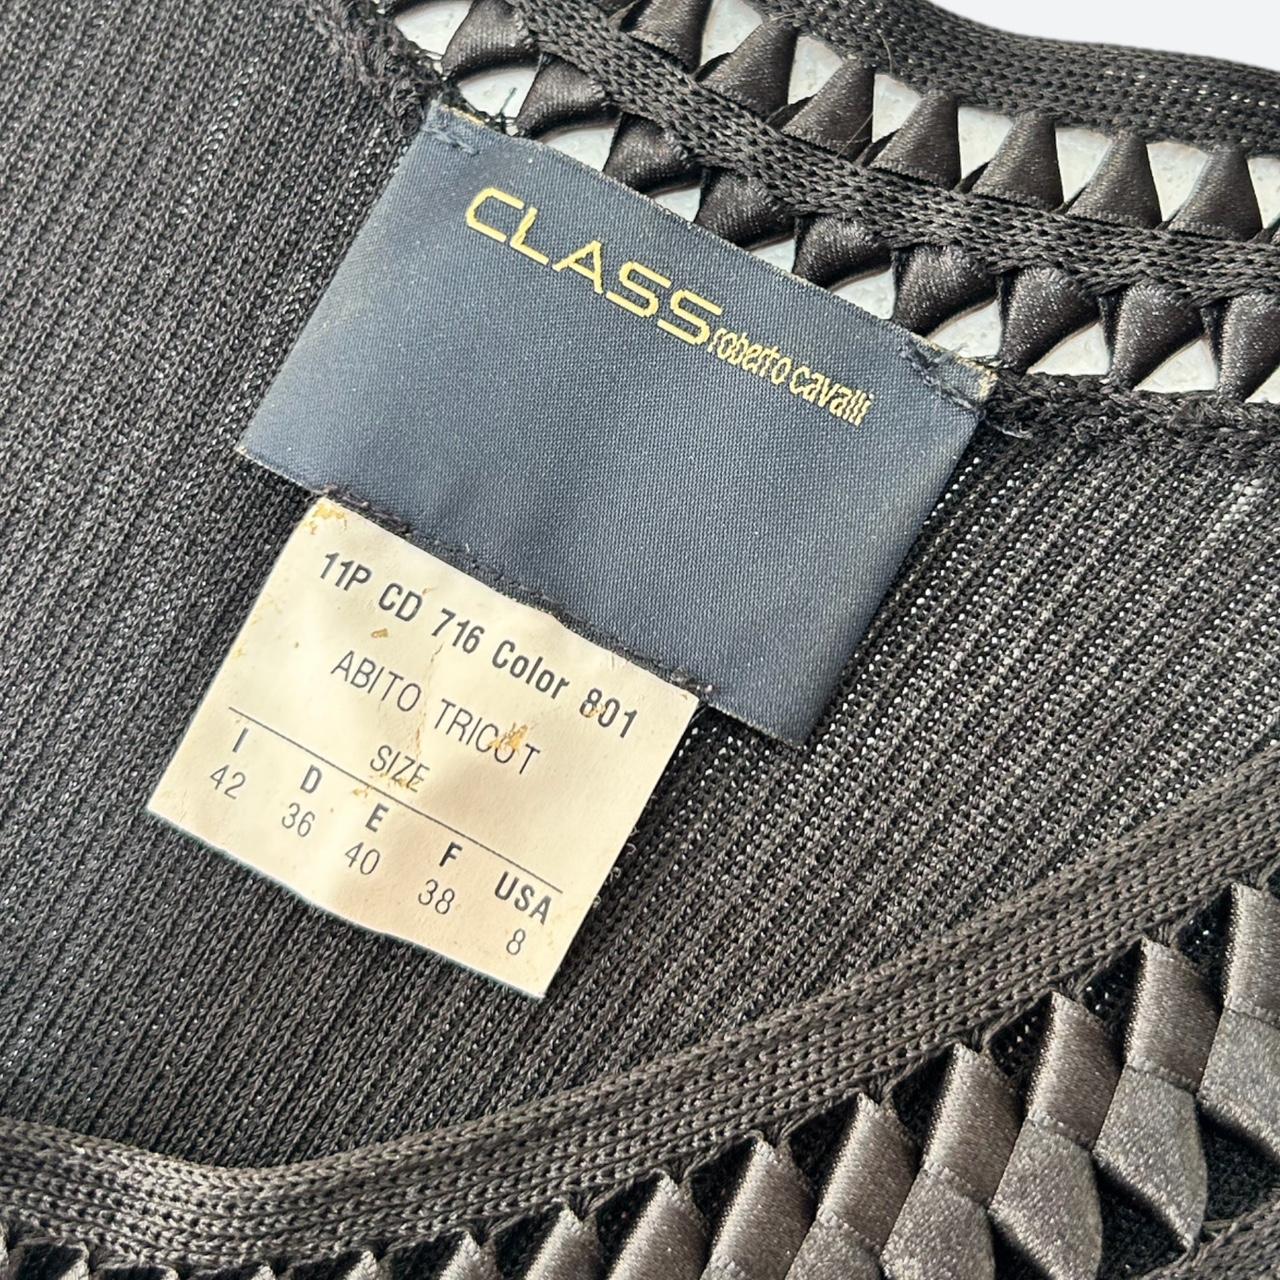 CLASS roberto cavalli
11P CD 716 Color 801
ABITO TRICOT
SIZE
I D E F USA
42 36 40 38 8